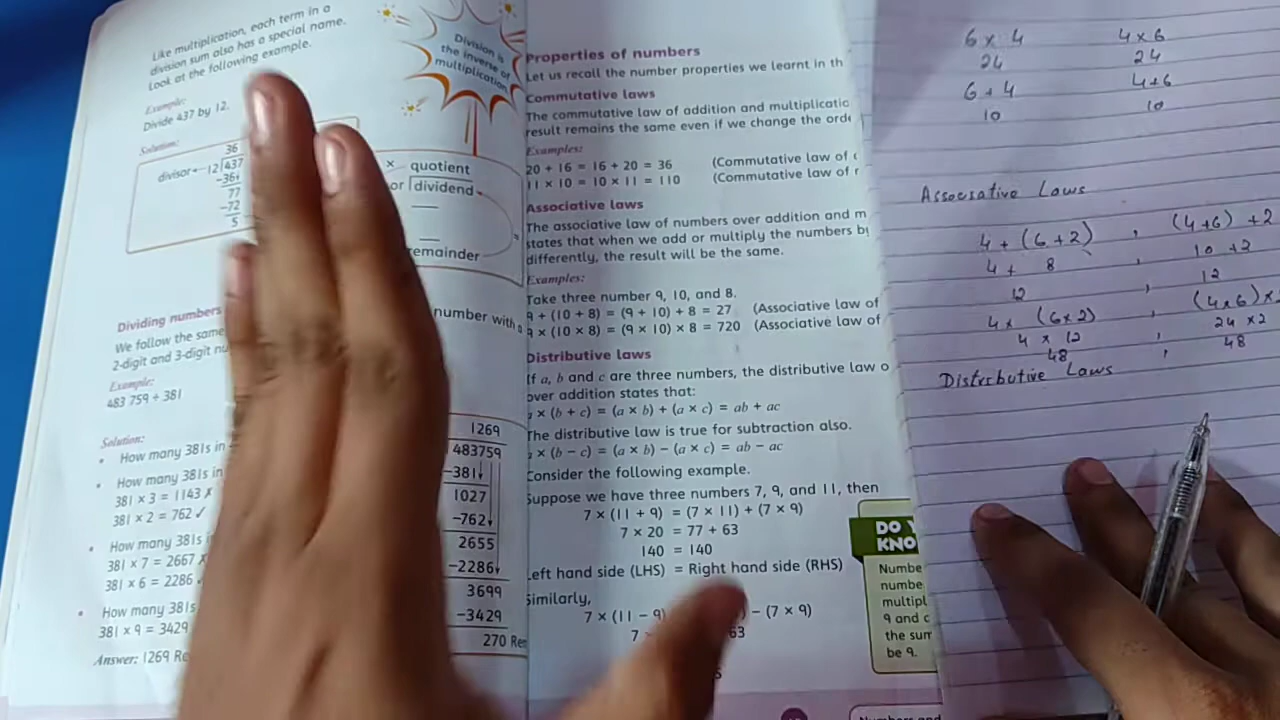 Like multiplication, each term in a
division sum also has a special name.
Look at the following example.
Example:
Divide 437 by 12.
Solution:
36
divisor 12 437
-36
77
-72
5
Division is
the inverse of
multiplication
× quotient
or dividend
remainder
Dividing numbers
number with
We follow the same
2-digit and 3-digit
Example:
483 759 ÷ 381
Solution:
• How many 381s in
• How many 381s in
381 × 3 = 1143 ✗
381 × 2 = 762 ✓
• How many 381s
381 × 7 = 2667 ✗
381 × 6 = 2286
• How many 381s
381 × 9 = 3429
Answer: 1269
1269
483759
-381↓
1027
-762↓
2655
-2286↓
3699
-3429
270
Properties of numbers
Let us recall the number properties we learnt in
Commutative laws
The commutative law of addition and
result remains the same even if we change the
Examples:
20 + 16 = 16 + 20 = 36 (Commutative law of
11 × 10 = 10 × 11 = 110 (Commutative law of
Associative laws
The associative law of numbers over addition and
states that when we add or multiply the numbers
differently, the result will be the same.
Examples:
Take three number 9, 10, and 8.
9 + (10 + 8) = (9 + 10) + 8 = 27 (Associative law of
9 × (10 × 8) = (9 × 10) × 8 = 720 (Associative law of
Distributive laws
If a, b and c are three numbers, the distributive law
over addition states that:
a × (b + c) = (a × b) + (a × c) = ab + ac
The distributive law is true for subtraction also.
a × (b − c) = (a × b) − (a × c) = ab − ac
Consider the following example.
Suppose we have three numbers 7, 9, and 11, then
7 × (11 + 9) = (7 × 11) + (7 × 9)
7 × 20 = 77 + 63
140 = 140
Left hand side (LHS) = Right hand side (RHS)
Similarly,
7 × (11 − 9) − (7 × 9)
7 63
DO
KNO
9 and
the sum
be 9.
6 × 4 4 × 6
24 24
6 + 4 4+6
10 10
Assosiative Laws
4 + (6+2) , (4+6) +2
4 + 8 , 10 +2
12 , 12
4× (6×2) , (4×6) ×
4 × 12 , 24 ×2
48 , 48
Distrbutive Laws